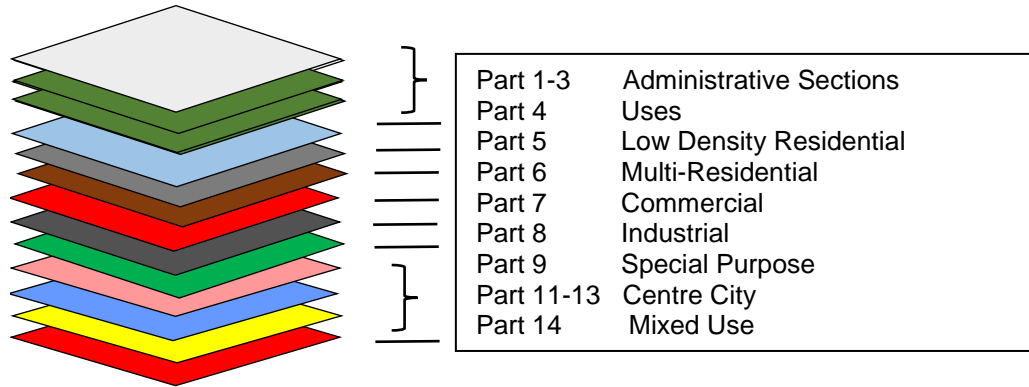 Part 1-3 Administrative Sections
Part 4 Uses
Part 5 Low Density Residential
Part 6 Multi-Residential
Part 7 Commercial
Part 8 Industrial
Part 9 Special Purpose
Part 11-13 Centre City
Part 14 Mixed Use